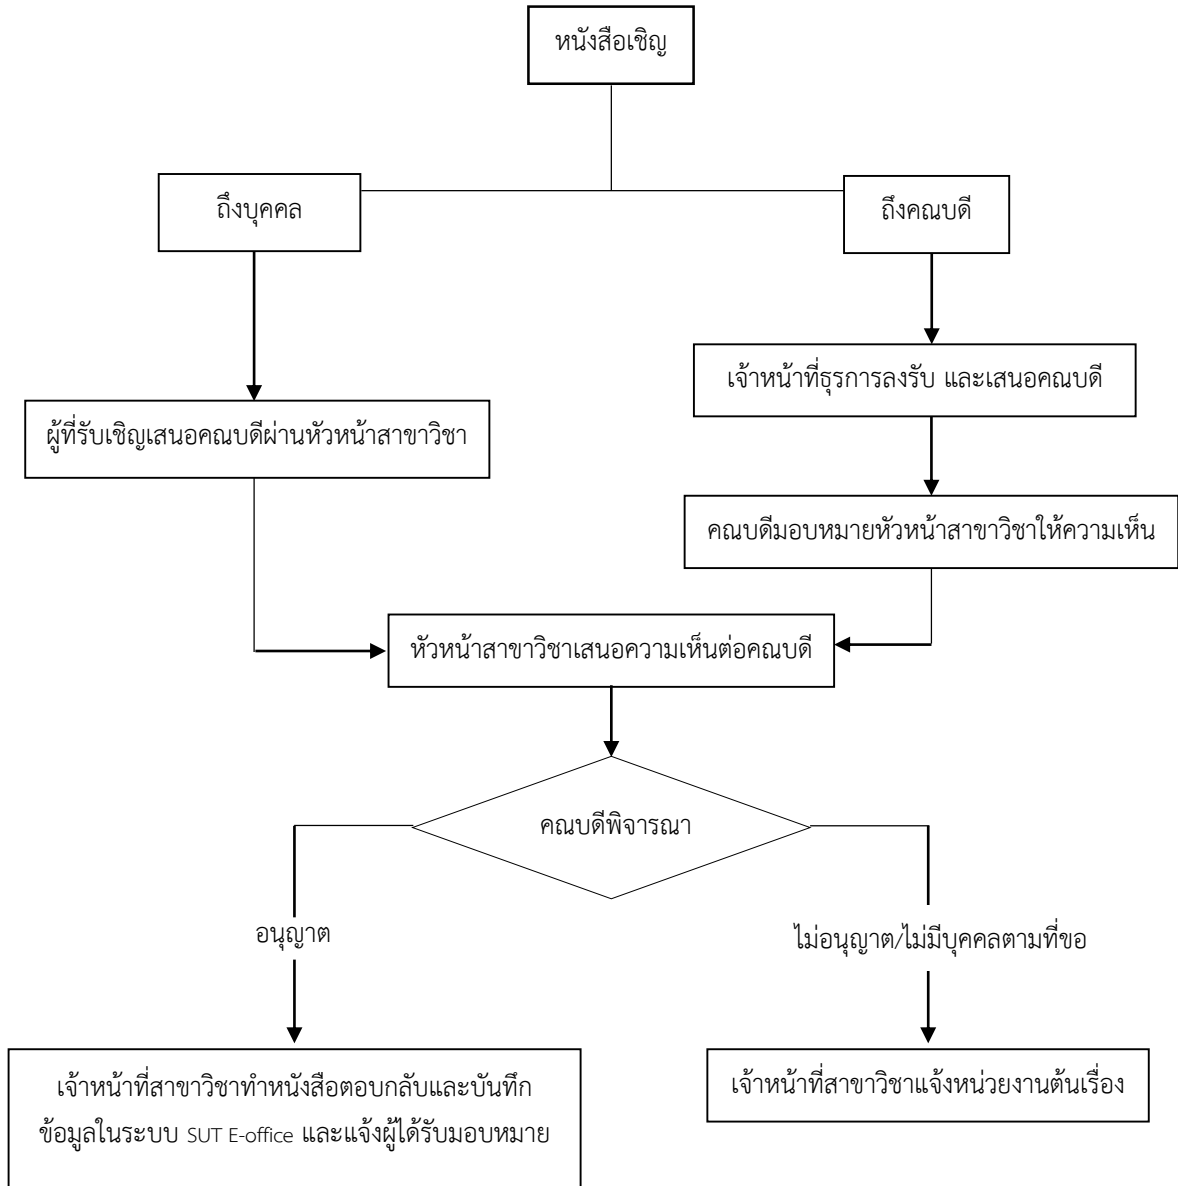 หนังสือเชิญ
ถึงบุคคล
ถึงคณบดี
เจ้าหน้าที่ธุรการลงรับ และเสนอคณบดี
ผู้ที่รับเชิญเสนอคณบดีผ่านหัวหน้าสาขาวิชา
คณบดีมอบหมายหัวหน้าสาขาวิชาให้ความเห็น
หัวหน้าสาขาวิชาเสนอความเห็นต่อคณบดี
คณบดีพิจารณา
อนุญาต
ไม่อนุญาต/ไม่มีบุคคลตามที่ขอ
เจ้าหน้าที่สาขาวิชาทำหนังสือตอบกลับและบันทึก
ข้อมูลในระบบ SUT E-office และแจ้งผู้ได้รับมอบหมาย
เจ้าหน้าที่สาขาวิชาแจ้งหน่วยงานต้นเรื่อง